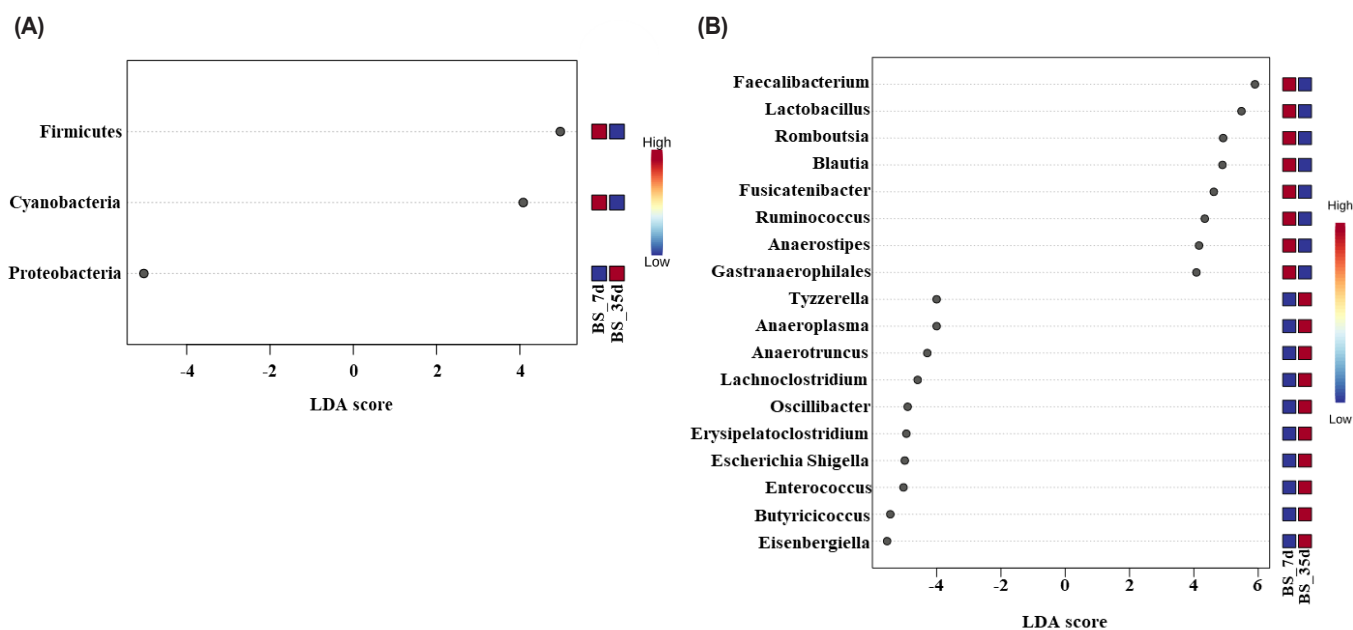 (A)
Firmicutes
Cyanobacteria
Proteobacteria
-4
-2
0
2
4
LDA score
High
Low
BS_7d
BS_35d
(B)
Faecalibacterium
Lactobacillus
Romboutsia
Blautia
Fusicatenibacter
Ruminococcus
Anaerostipes
Gastranaerophilales
Tyzzerella
Anaeroplasma
Anaerotruncus
Lachnoclostridium
Oscillibacter
Erysipelatoclostridium
Escherichia Shigella
Enterococcus
Butyricicoccus
Eisenbergiella
-4
-2
0
2
4
6
LDA score
High
Low
BS_7d
BS_35d